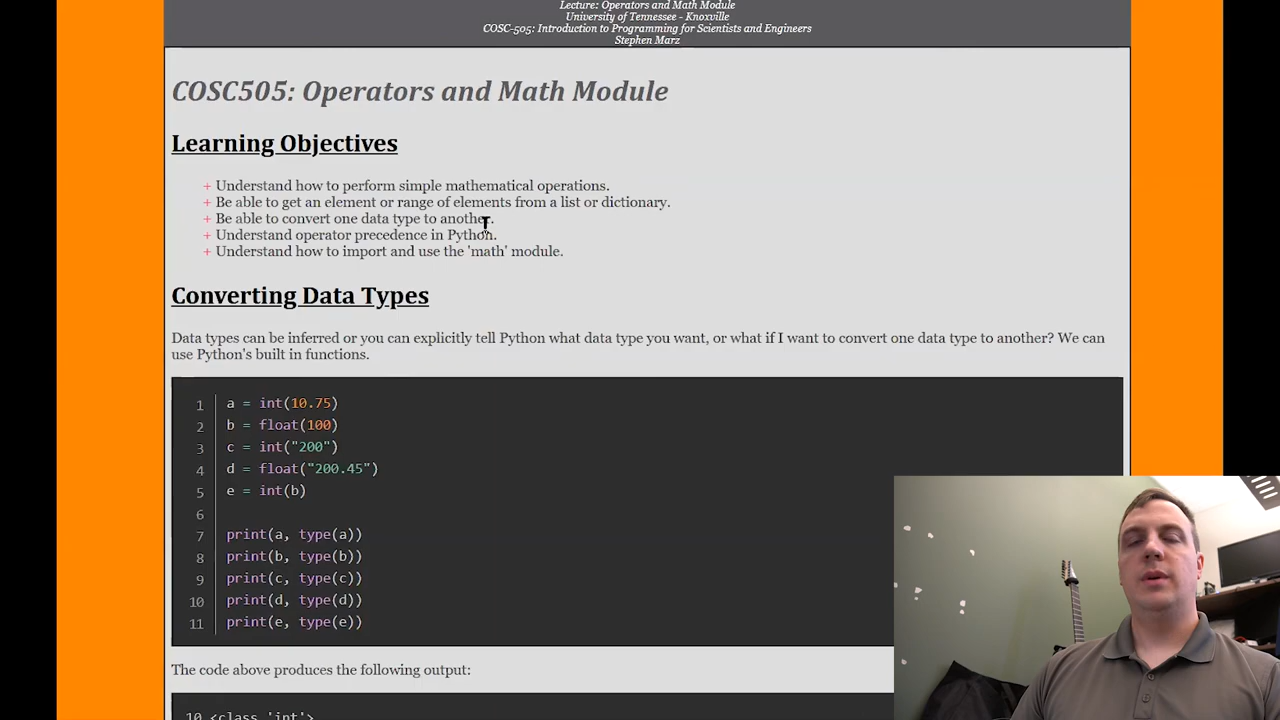 Lecture: Operators and Math Module
University of Tennessee - Knoxville
COSC-505: Introduction to Programming for Scientists and Engineers
Stephen Marz
COSC505: Operators and Math Module
Learning Objectives
+ Understand how to perform simple mathematical operations.
+ Be able to get an element or range of elements from a list or dictionary.
+ Be able to convert one data type to another.
+ Understand operator precedence in Python.
+ Understand how to import and use the 'math' module.
Converting Data Types
Data types can be inferred or you can explicitly tell Python what data type you want, or what if I want to convert one data type to another? We can
use Python's built in functions.
1 a = int(10.75)
2 b = float(100)
3 c = int("200")
4 d = float("200.45")
5 e = int(b)
6
7 print(a, type(a))
8 print(b, type(b))
9 print(c, type(c))
10 print(d, type(d))
11 print(e, type(e))
The code above produces the following output:
10 <class 'int'>